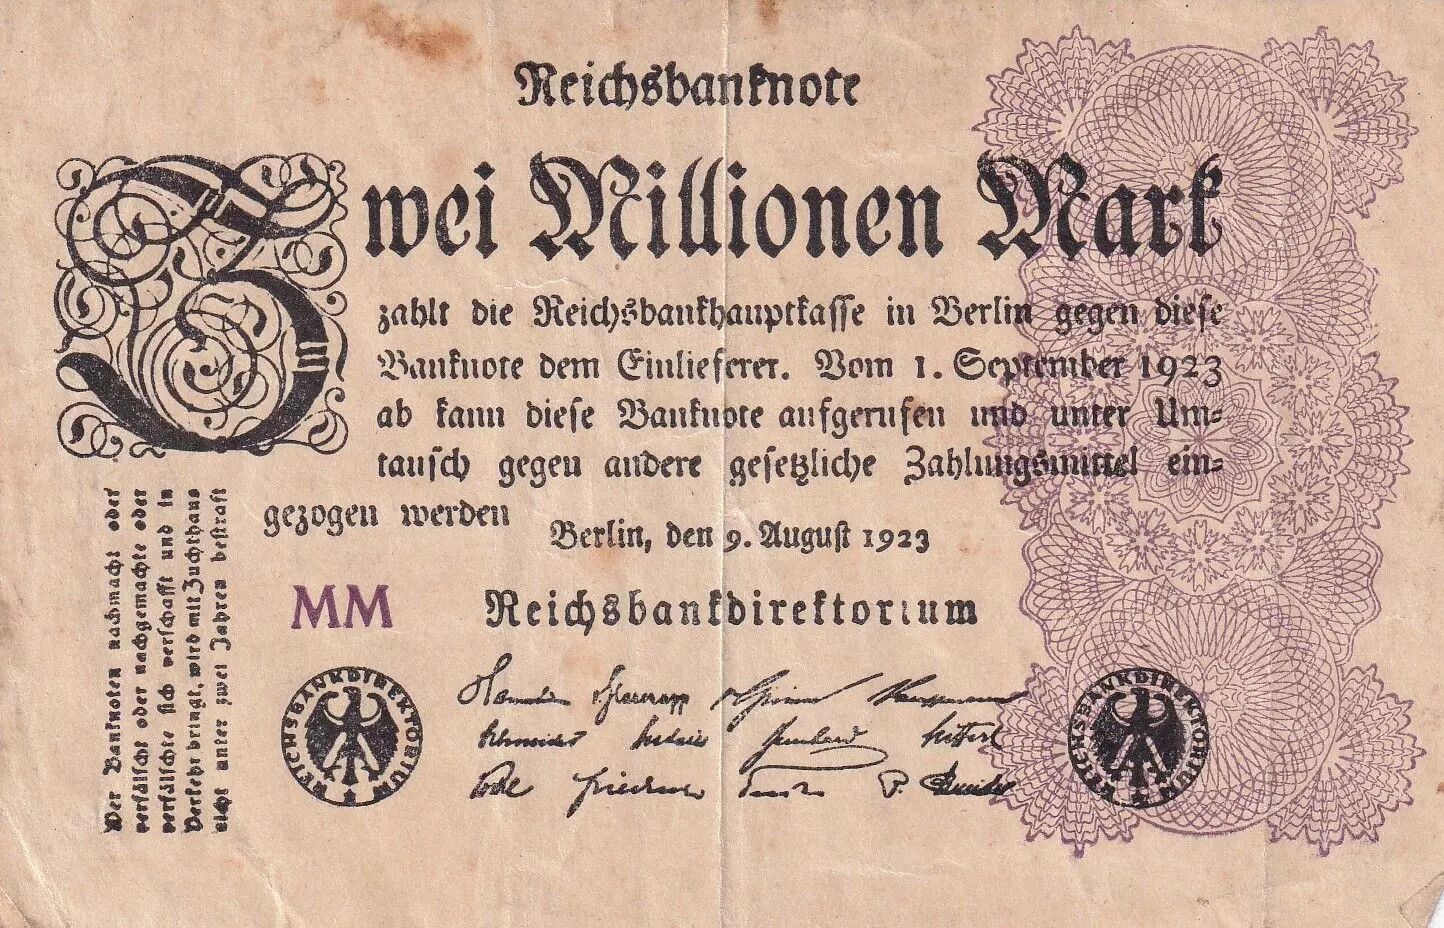 Reichsbanknote
Zwei Millionen Mark
zahlt die Reichsbankhauptkasse in Berlin gegen diese
Banknote dem Einlieferer. Vom 1. September 1923
ab kann diese Banknote aufgerufen und unter Um-
tausch gegen andere gesetzliche Zahlungsmittel ein-
gezogen werden
Berlin, den 9. August 1923
MM
Reichsbankdirektorium
Wer Banknoten nachmacht oder
verfälscht oder nachgemachte oder
verfälschte sich verschafft und in
Verkehr bringt, wird mit Zuchthaus
nicht unter zwei Jahren bestraft
REICHSBANKDIREKTORIUM
REICHSBANKDIREKTORIUM